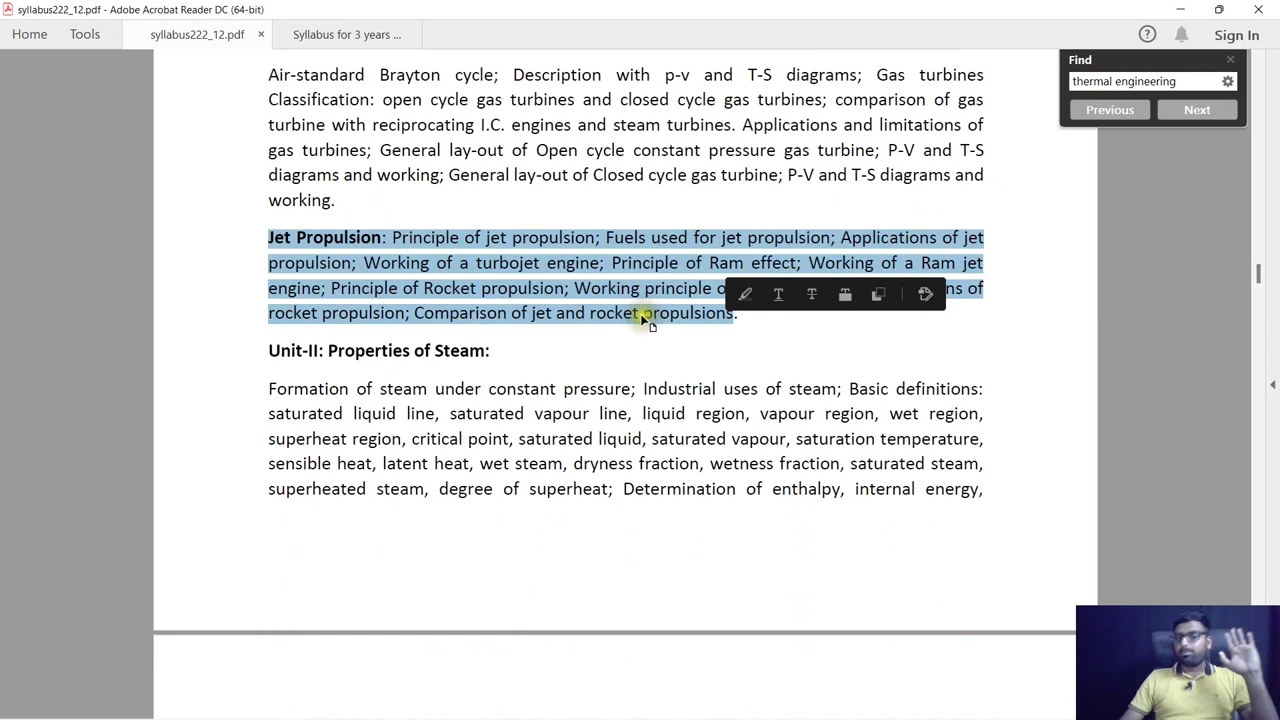 syllabus222_12.pdf - Adobe Acrobat Reader DC (64-bit)
Home Tools syllabus222_12.pdf × Syllabus for 3 years ... Sign In
Find
thermal engineering
Previous Next
Air-standard Brayton cycle; Description with p-v and T-S diagrams; Gas turbines
Classification: open cycle gas turbines and closed cycle gas turbines; comparison of gas
turbine with reciprocating I.C. engines and steam turbines. Applications and limitations of
gas turbines; General lay-out of Open cycle constant pressure gas turbine; P-V and T-S
diagrams and working; General lay-out of Closed cycle gas turbine; P-V and T-S diagrams and
working.
Jet Propulsion: Principle of jet propulsion; Fuels used for jet propulsion; Applications of jet
propulsion; Working of a turbojet engine; Principle of Ram effect; Working of a Ram jet
engine; Principle of Rocket propulsion; Working principle of
rocket propulsion; Comparison of jet and rocket propulsions.
Unit-II: Properties of Steam:
Formation of steam under constant pressure; Industrial uses of steam; Basic definitions:
saturated liquid line, saturated vapour line, liquid region, vapour region, wet region,
superheat region, critical point, saturated liquid, saturated vapour, saturation temperature,
sensible heat, latent heat, wet steam, dryness fraction, wetness fraction, saturated steam,
superheated steam, degree of superheat; Determination of enthalpy, internal energy,